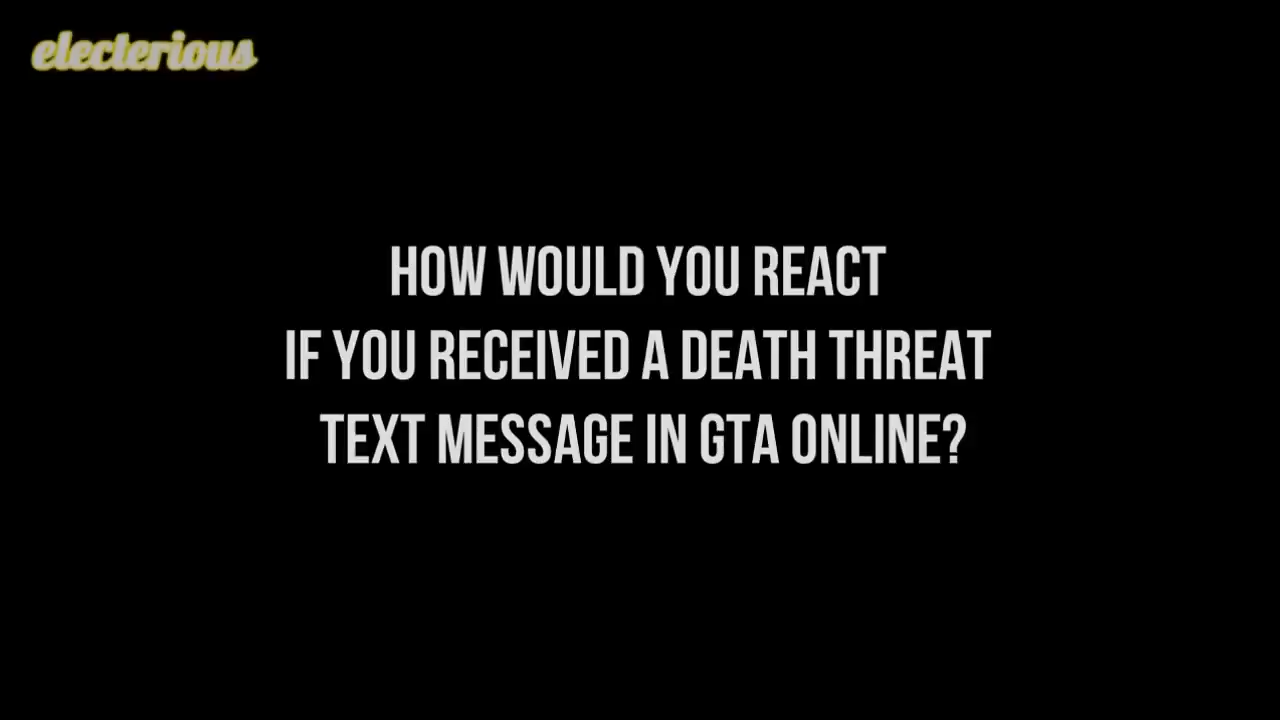 electerious
HOW WOULD YOU REACT
IF YOU RECEIVED A DEATH THREAT
TEXT MESSAGE IN GTA ONLINE?